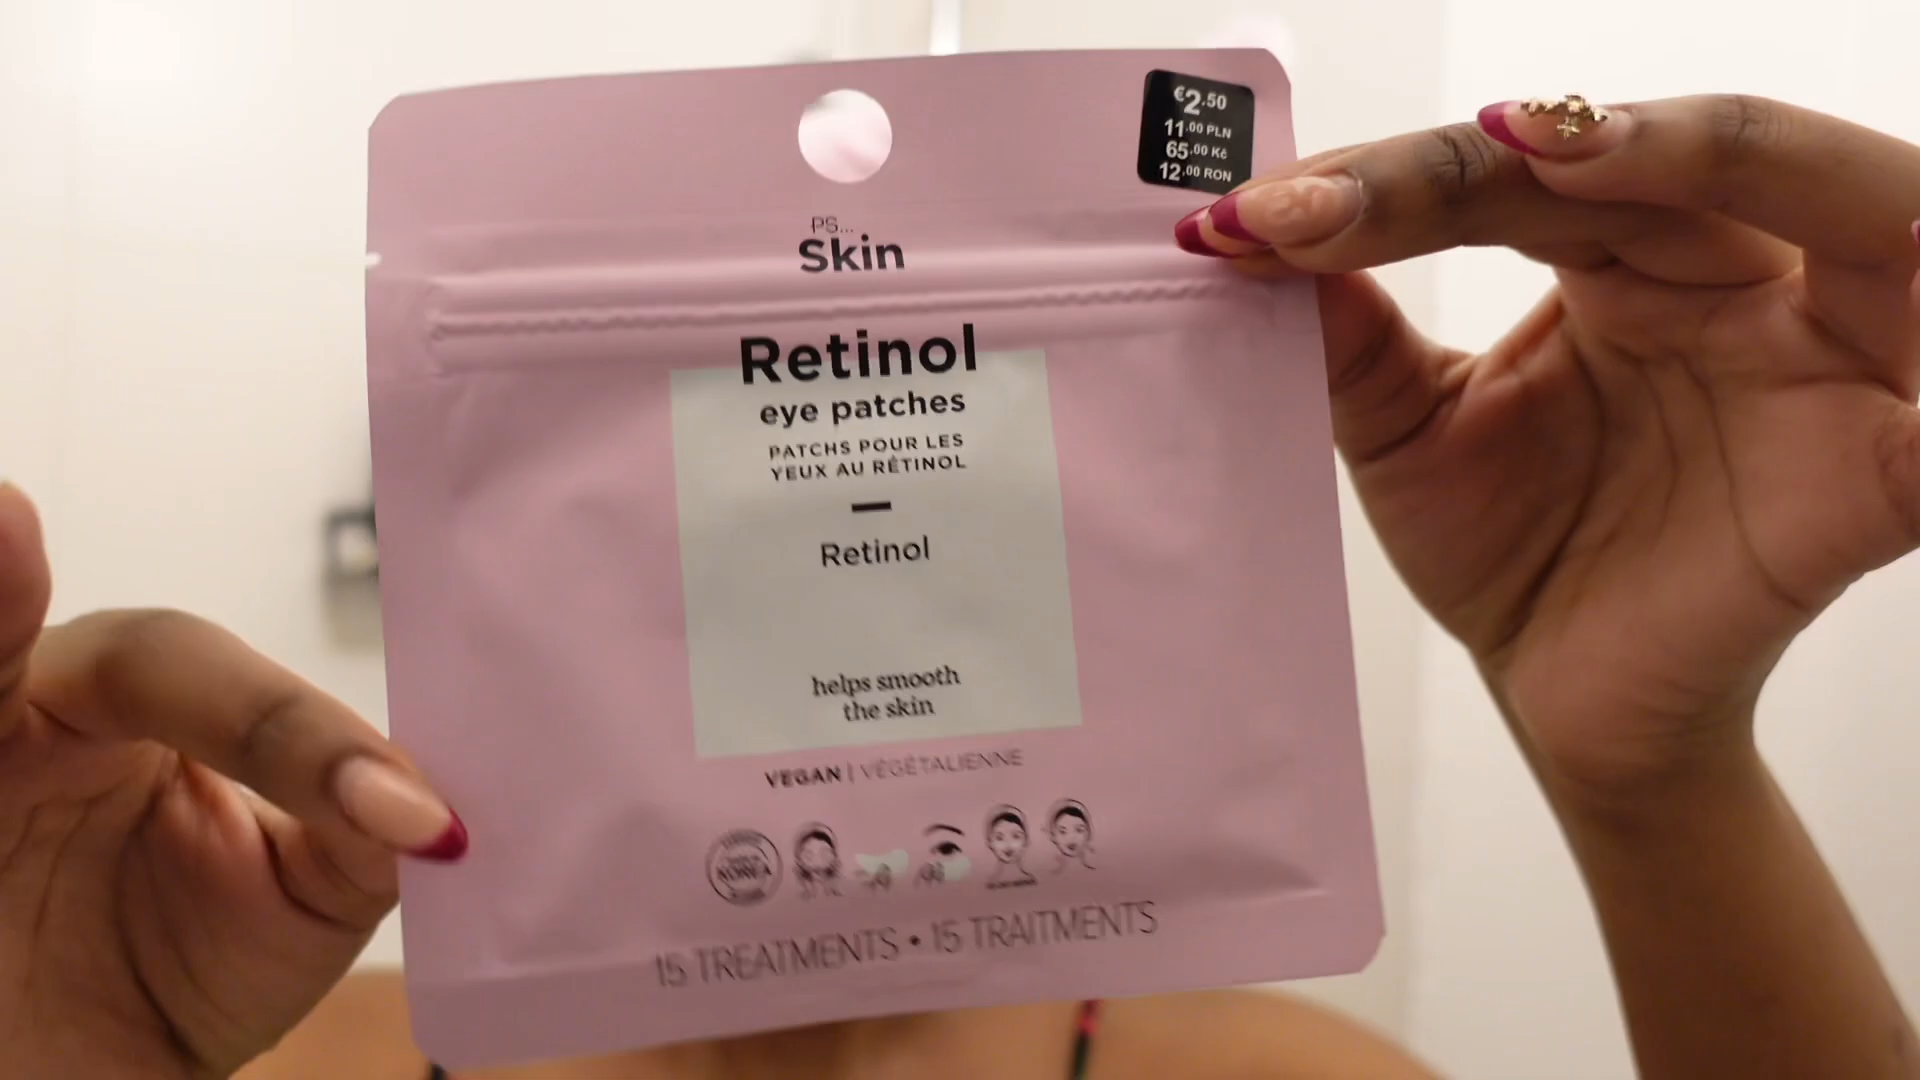 €2.50
11.00 PLN
65.00 Kč
12.00 RON
PS...
Skin
Retinol
eye patches
PATCHS POUR LES
YEUX AU RÉTINOL
Retinol
helps smooth
the skin
VEGAN | VÉGÉTALIENNE
KOREA
15 TREATMENTS • 15 TRAITMENTS